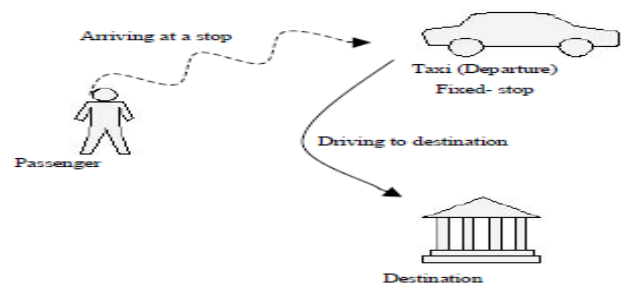 Arriving at a stop
Taxi (Departure)
Fixed- stop
Passenger
Driving to destination
Destination